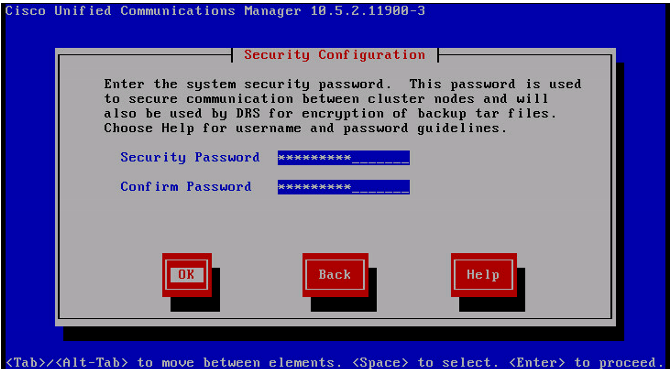 Cisco Unified Communications Manager 10.5.2.11900-3
Security Configuration
Enter the system security password.  This password is used
to secure communication between cluster nodes and will
also be used by DRS for encryption of backup tar files.
Choose Help for username and password guidelines.
Security Password *********_______
Confirm Password *********_______
OK Back Help
<Tab>/<Alt-Tab> to move between elements. <Space> to select. <Enter> to proceed.